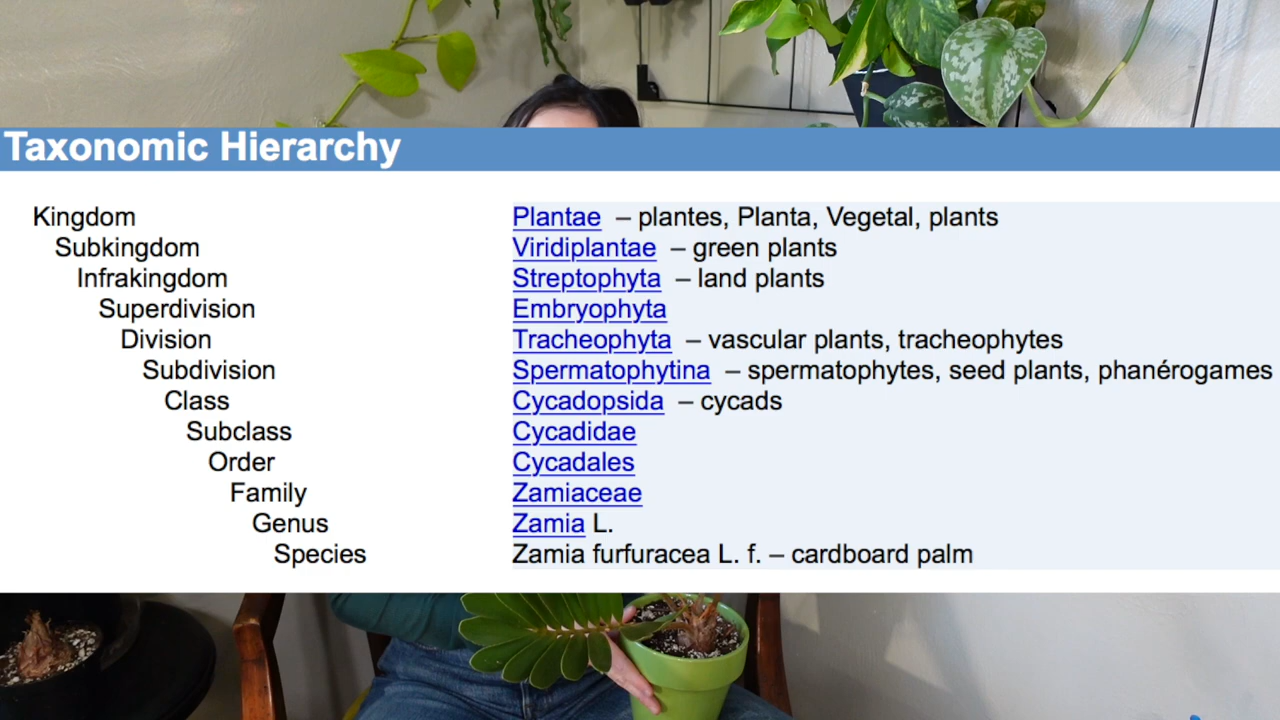 Taxonomic Hierarchy
Kingdom Plantae – plantes, Planta, Vegetal, plants
Subkingdom Viridiplantae – green plants
Infrakingdom Streptophyta – land plants
Superdivision Embryophyta
Division Tracheophyta – vascular plants, tracheophytes
Subdivision Spermatophytina – spermatophytes, seed plants, phanérogames
Class Cycadopsida – cycads
Subclass Cycadidae
Order Cycadales
Family Zamiaceae
Genus Zamia L.
Species Zamia furfuracea L. f. – cardboard palm